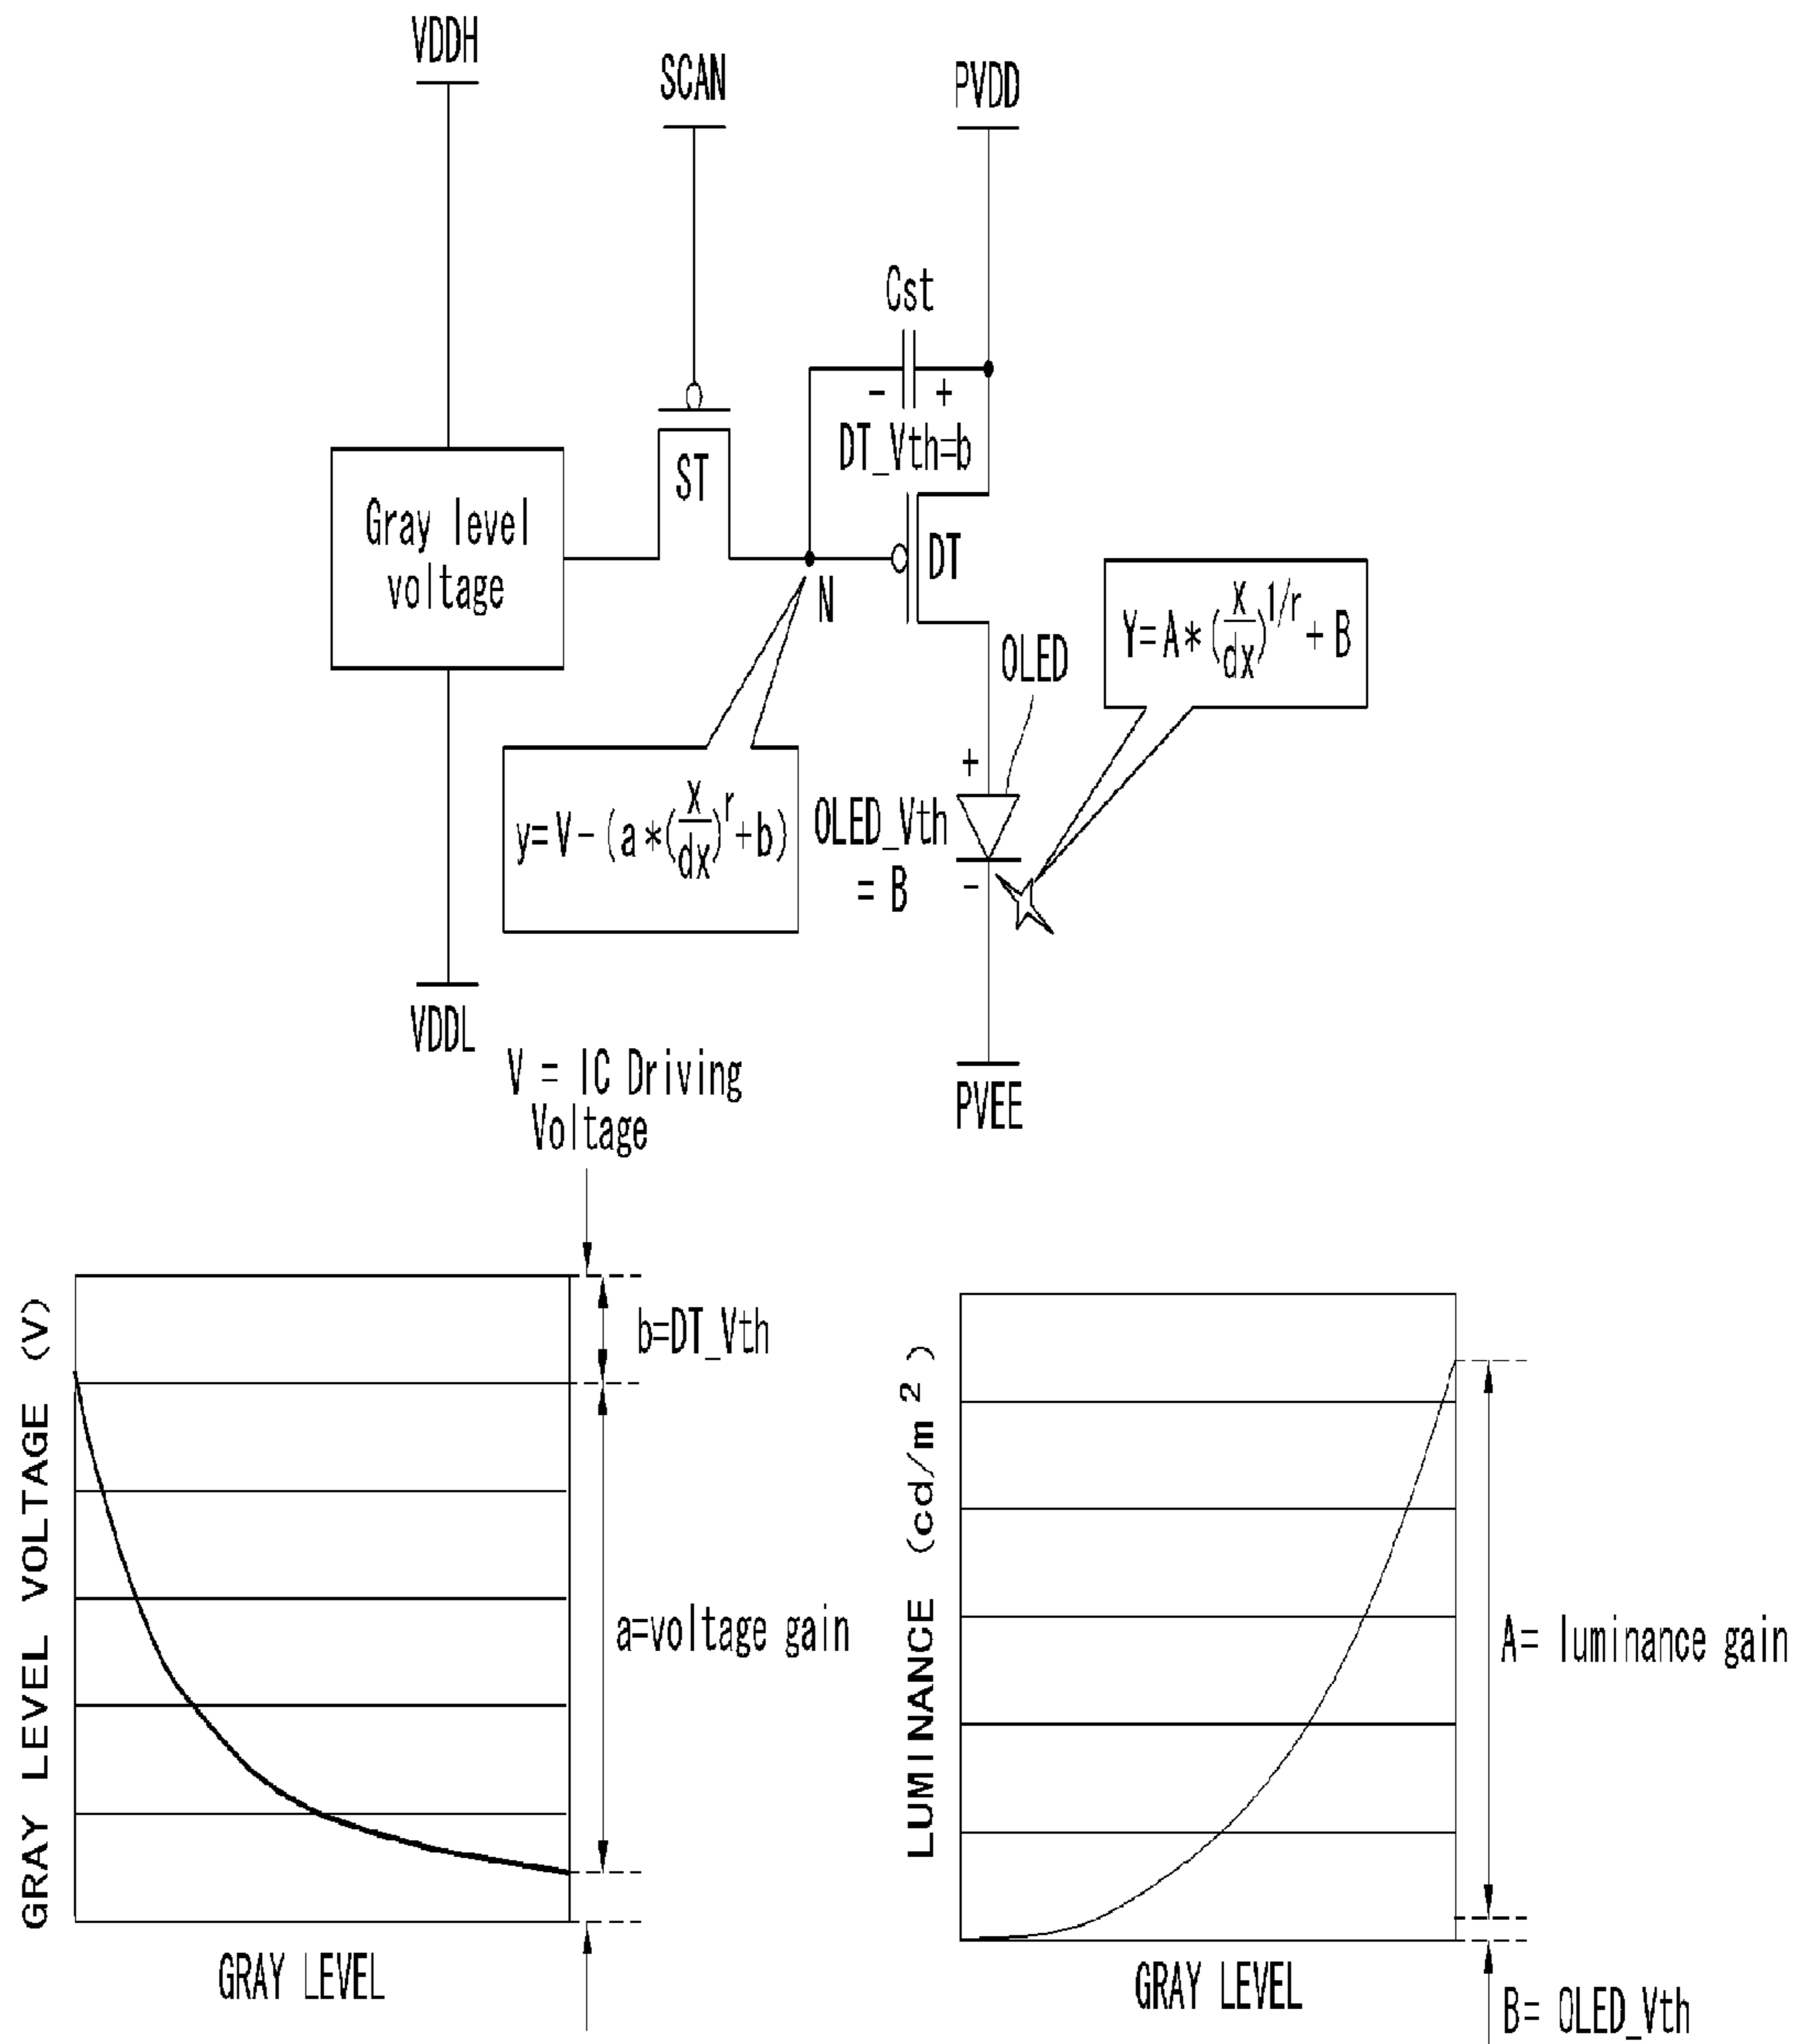 VDDH
SCAN
PVDD
Cst
- +
DT_Vth=b
ST
Gray level
voltage
DT
N
OLED
Y=A*(x/dx)^1/r + B
y=V-(a*(x/dx)^r+b)
+
OLED_Vth
= B
-
VDDL
PVEE
V = IC Driving
Voltage
GRAY LEVEL VOLTAGE (V)
b=DT_Vth
a=voltage gain
GRAY LEVEL
LUMINANCE (cd/m²)
A= luminance gain
GRAY LEVEL
B= OLED_Vth